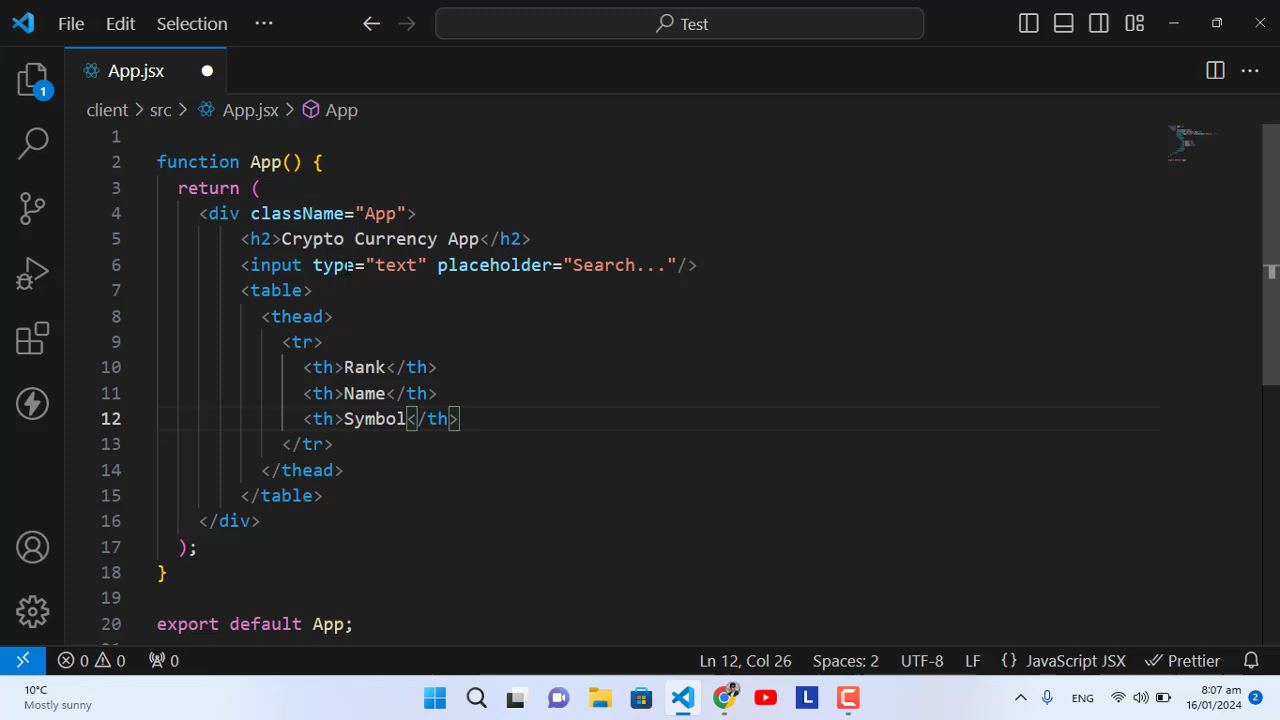 File Edit Selection ··· Test
App.jsx
1
client > src > App.jsx > App
1
2 function App() {
3 return (
4 <div className="App">
5 <h2>Crypto Currency App</h2>
6 <input type="text" placeholder="Search..."/>
7 <table>
8 <thead>
9 <tr>
10 <th>Rank</th>
11 <th>Name</th>
12 <th>Symbol</th>
13 </tr>
14 </thead>
15 </table>
16 </div>
17 );
18 }
19
20 export default App;
0 0 0 Ln 12, Col 26 Spaces: 2 UTF-8 LF {} JavaScript JSX Prettier
10°C
Mostly sunny
L
ENG
8:07 am
16/01/2024
2